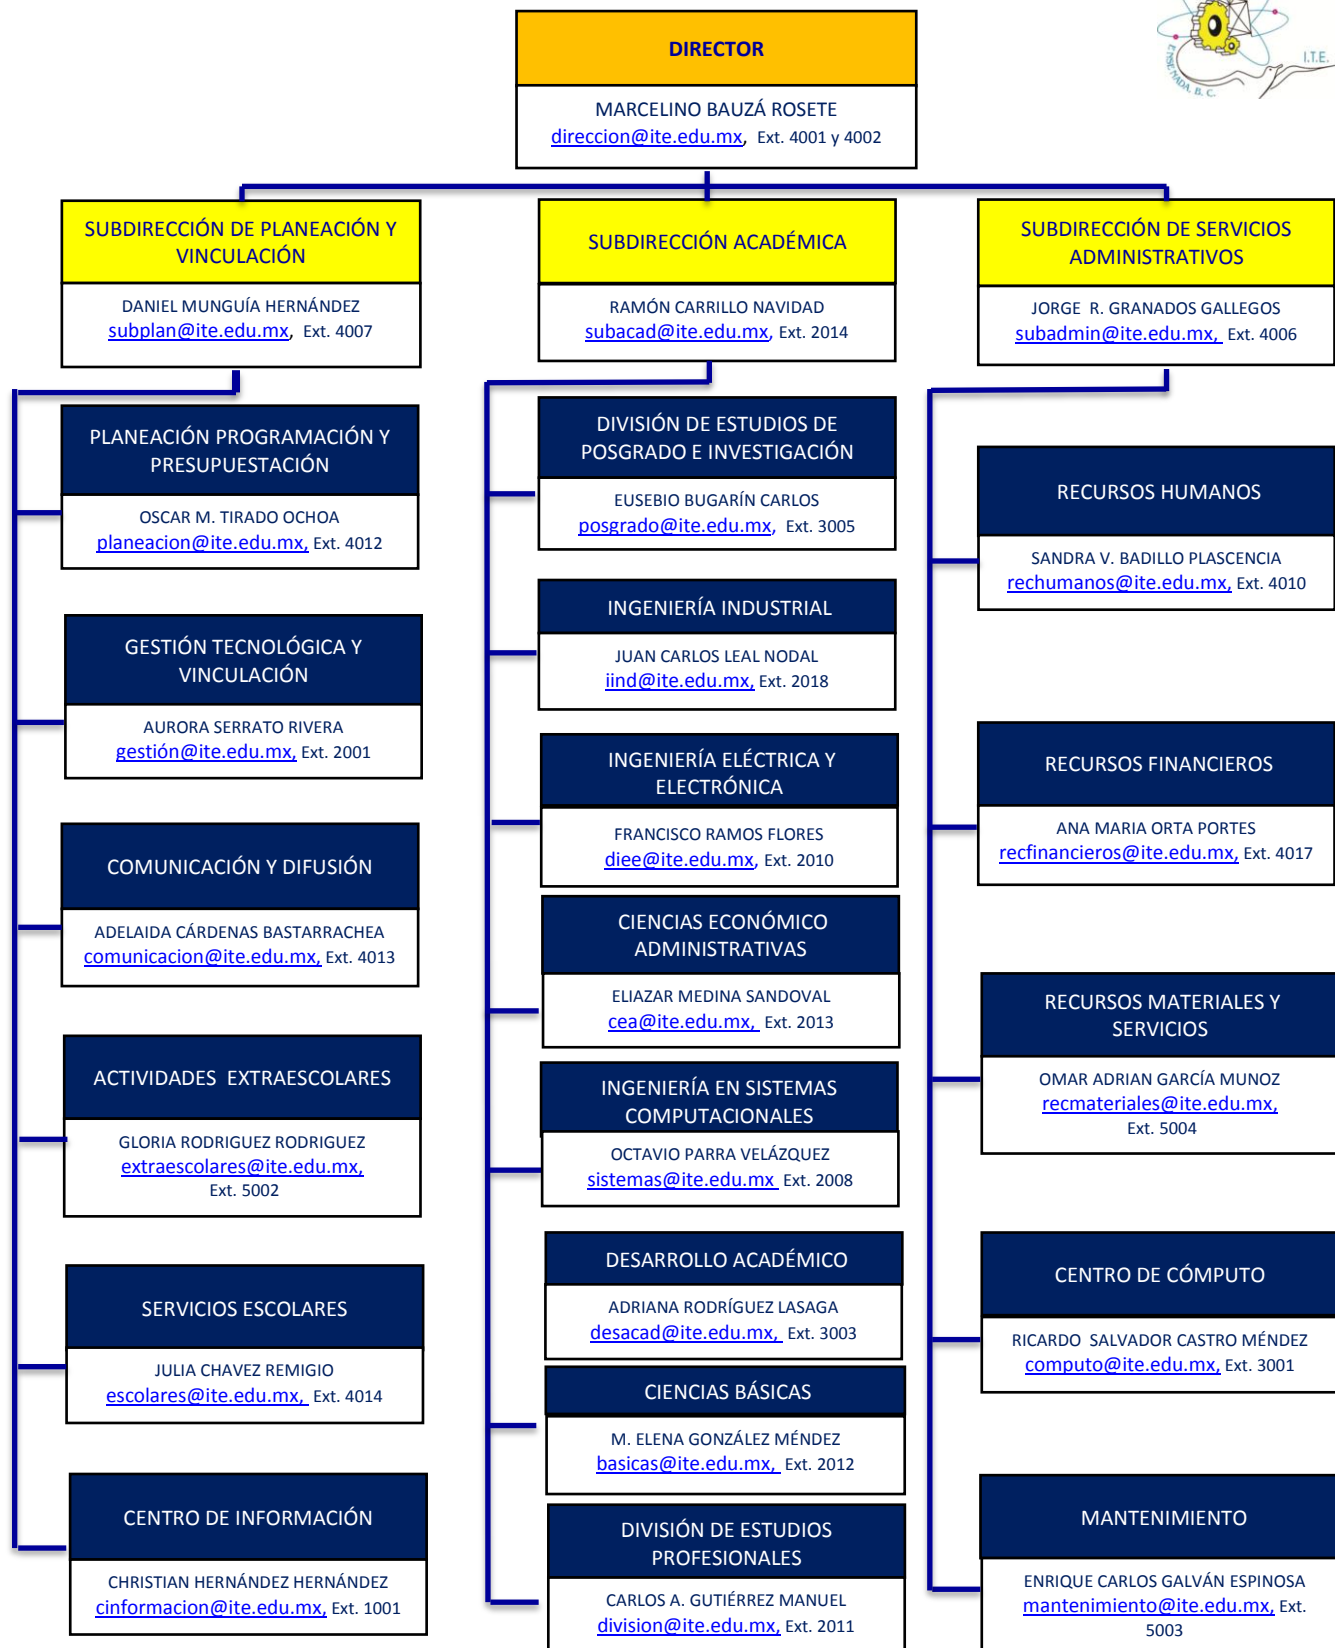 ENSENADA, B. C.
I.T.E.
DIRECTOR
MARCELINO BAUZÁ ROSETE
direccion@ite.edu.mx, Ext. 4001 y 4002
SUBDIRECCIÓN DE PLANEACIÓN Y
VINCULACIÓN
DANIEL MUNGUÍA HERNÁNDEZ
subplan@ite.edu.mx, Ext. 4007
PLANEACIÓN PROGRAMACIÓN Y
PRESUPUESTACIÓN
OSCAR M. TIRADO OCHOA
planeacion@ite.edu.mx, Ext. 4012
GESTIÓN TECNOLÓGICA Y
VINCULACIÓN
AURORA SERRATO RIVERA
gestión@ite.edu.mx, Ext. 2001
COMUNICACIÓN Y DIFUSIÓN
ADELAIDA CÁRDENAS BASTARRACHEA
comunicacion@ite.edu.mx, Ext. 4013
ACTIVIDADES EXTRAESCOLARES
GLORIA RODRIGUEZ RODRIGUEZ
extraescolares@ite.edu.mx,
Ext. 5002
SERVICIOS ESCOLARES
JULIA CHAVEZ REMIGIO
escolares@ite.edu.mx, Ext. 4014
CENTRO DE INFORMACIÓN
CHRISTIAN HERNÁNDEZ HERNÁNDEZ
cinformacion@ite.edu.mx, Ext. 1001
SUBDIRECCIÓN ACADÉMICA
RAMÓN CARRILLO NAVIDAD
subacad@ite.edu.mx, Ext. 2014
DIVISIÓN DE ESTUDIOS DE
POSGRADO E INVESTIGACIÓN
EUSEBIO BUGARÍN CARLOS
posgrado@ite.edu.mx, Ext. 3005
INGENIERÍA INDUSTRIAL
JUAN CARLOS LEAL NODAL
iind@ite.edu.mx, Ext. 2018
INGENIERÍA ELÉCTRICA Y
ELECTRÓNICA
FRANCISCO RAMOS FLORES
diee@ite.edu.mx, Ext. 2010
CIENCIAS ECONÓMICO
ADMINISTRATIVAS
ELIAZAR MEDINA SANDOVAL
cea@ite.edu.mx, Ext. 2013
INGENIERÍA EN SISTEMAS
COMPUTACIONALES
OCTAVIO PARRA VELÁZQUEZ
sistemas@ite.edu.mx Ext. 2008
DESARROLLO ACADÉMICO
ADRIANA RODRÍGUEZ LASAGA
desacad@ite.edu.mx, Ext. 3003
CIENCIAS BÁSICAS
M. ELENA GONZÁLEZ MÉNDEZ
basicas@ite.edu.mx, Ext. 2012
DIVISIÓN DE ESTUDIOS
PROFESIONALES
CARLOS A. GUTIÉRREZ MANUEL
division@ite.edu.mx, Ext. 2011
SUBDIRECCIÓN DE SERVICIOS
ADMINISTRATIVOS
JORGE R. GRANADOS GALLEGOS
subadmin@ite.edu.mx, Ext. 4006
RECURSOS HUMANOS
SANDRA V. BADILLO PLASCENCIA
rechumanos@ite.edu.mx, Ext. 4010
RECURSOS FINANCIEROS
ANA MARIA ORTA PORTES
recfinancieros@ite.edu.mx, Ext. 4017
RECURSOS MATERIALES Y
SERVICIOS
OMAR ADRIAN GARCÍA MUNOZ
recmateriales@ite.edu.mx,
Ext. 5004
CENTRO DE CÓMPUTO
RICARDO SALVADOR CASTRO MÉNDEZ
computo@ite.edu.mx, Ext. 3001
MANTENIMIENTO
ENRIQUE CARLOS GALVÁN ESPINOSA
mantenimiento@ite.edu.mx, Ext.
5003